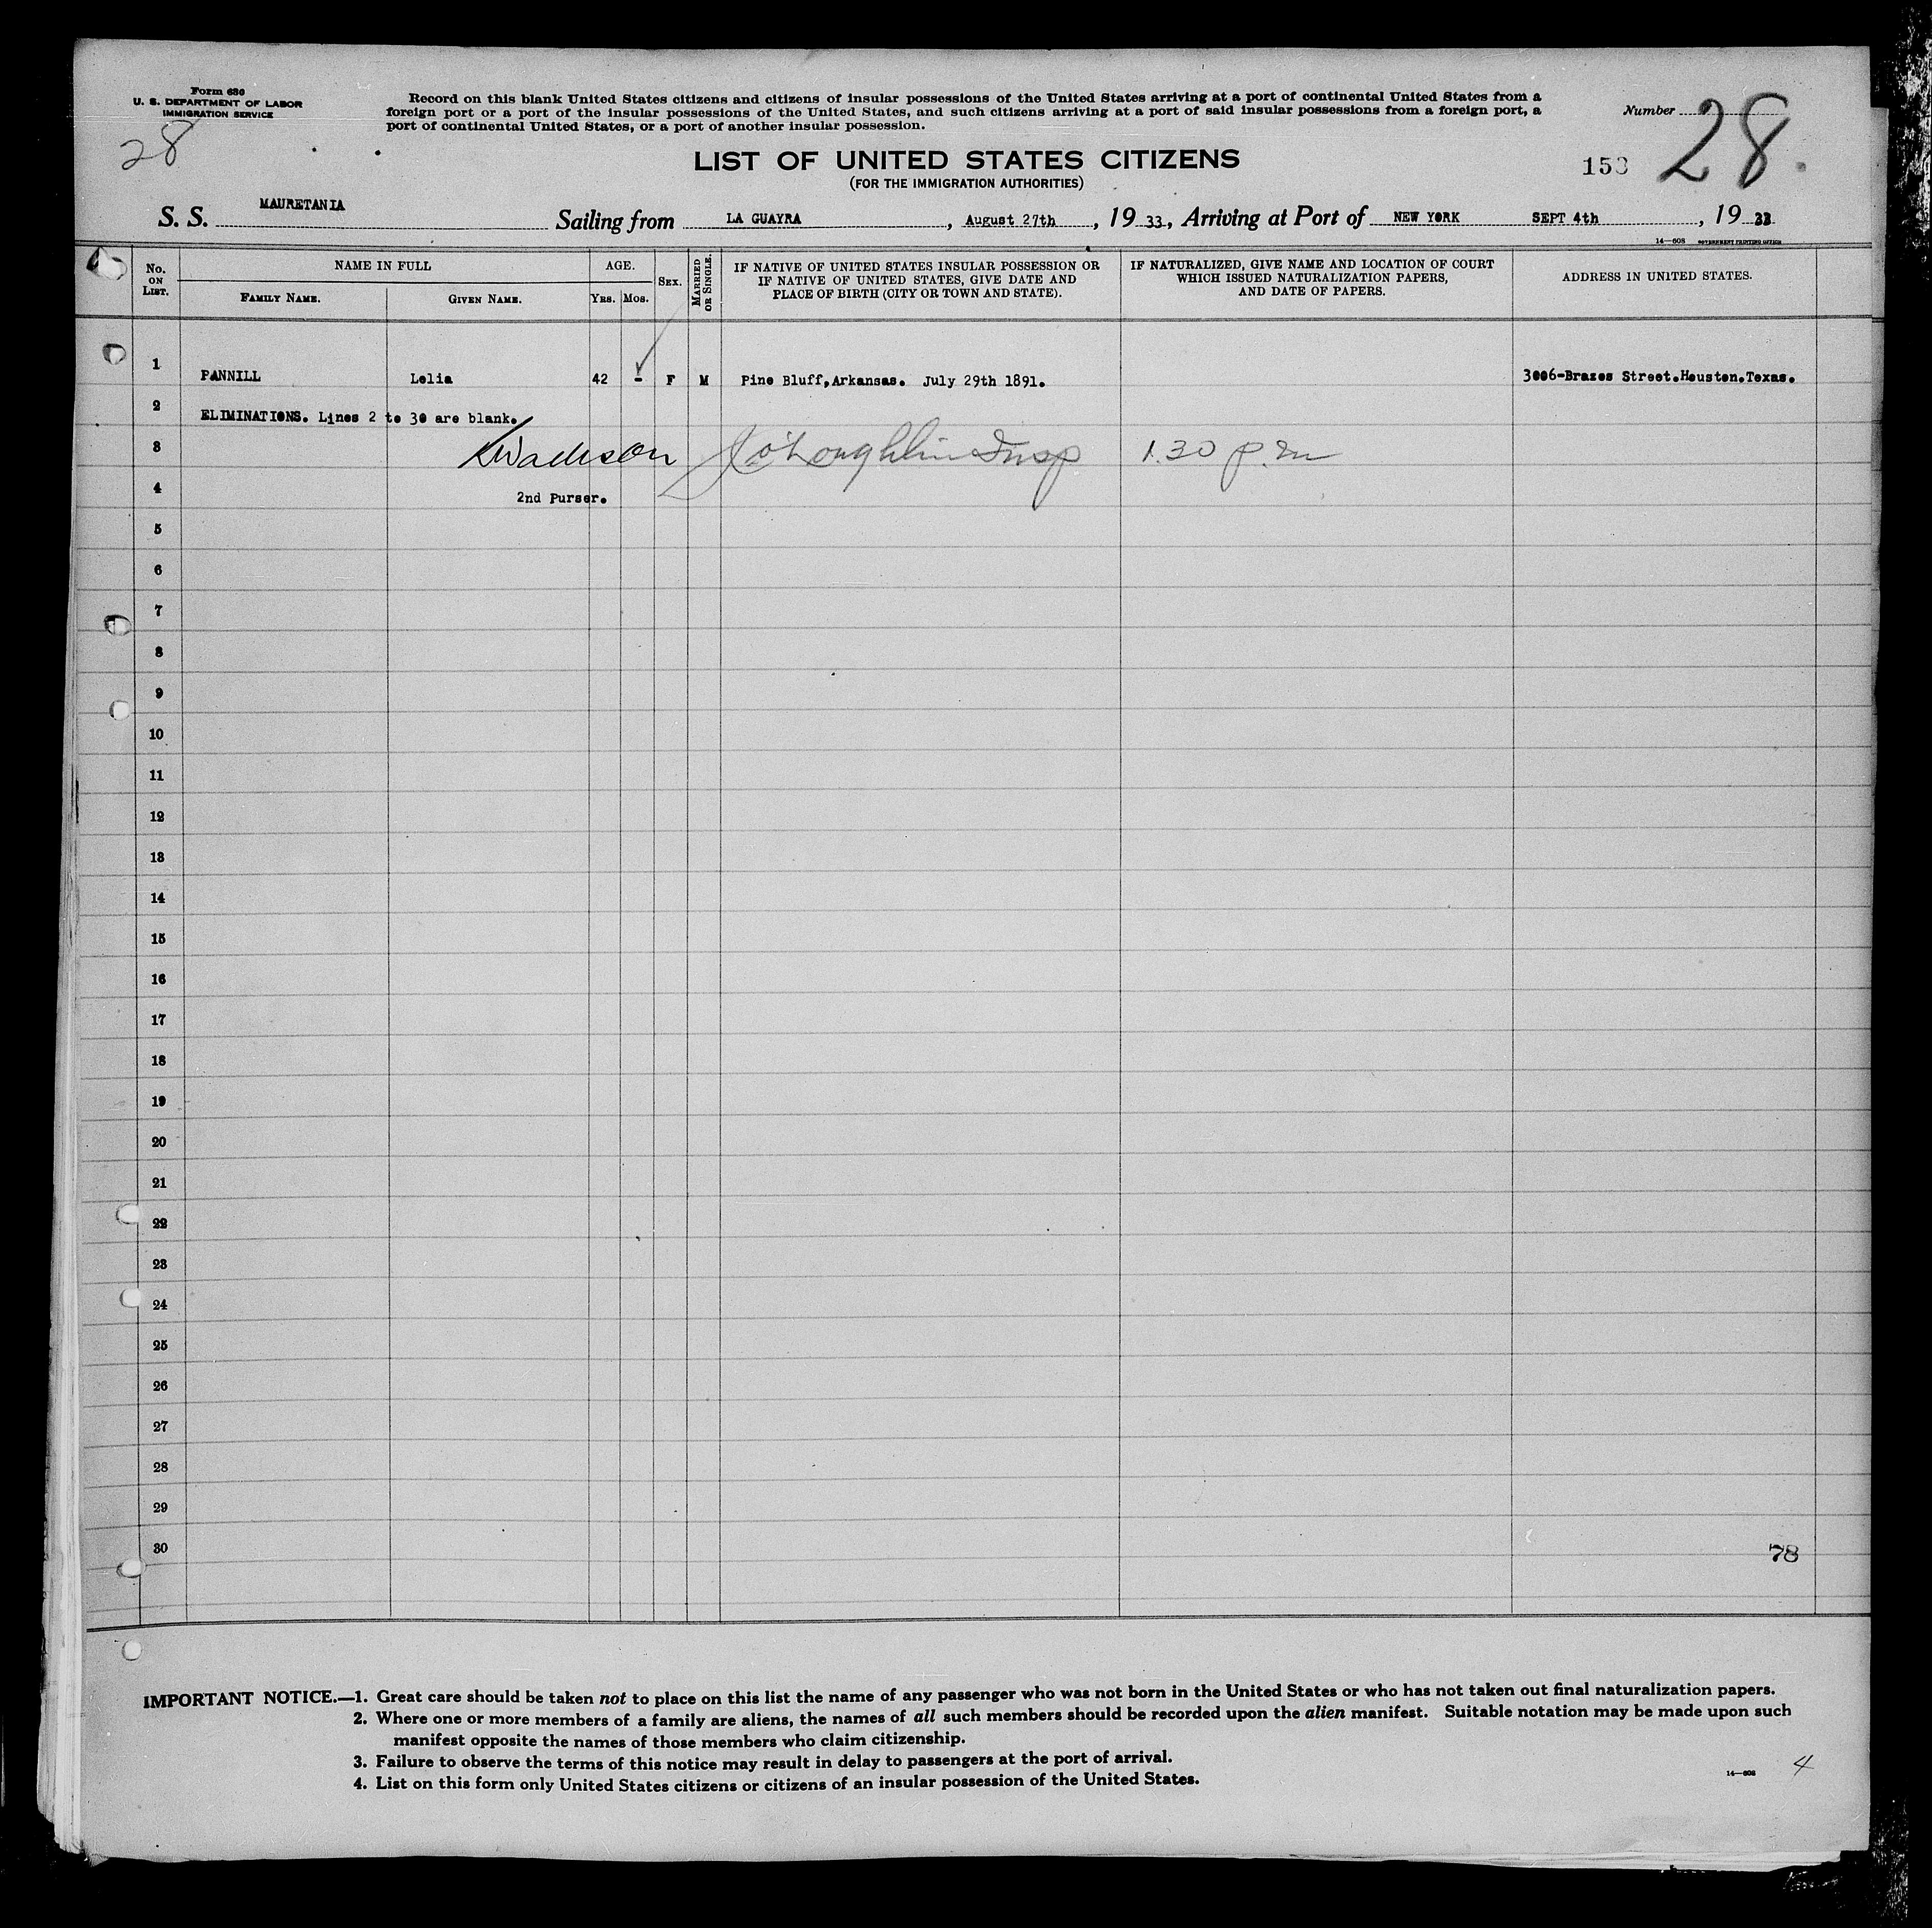 Form 630
U. S. DEPARTMENT OF LABOR
IMMIGRATION SERVICE
28
Record on this blank United States citizens and citizens of insular possessions of the United States arriving at a port of continental United States from a
foreign port or a port of the insular possessions of the United States, and such citizens arriving at a port of said insular possessions from a foreign port, a
port of continental United States, or a port of another insular possession.
Number 28.
LIST OF UNITED STATES CITIZENS
(FOR THE IMMIGRATION AUTHORITIES)
153
S. S. MAURETANIA Sailing from LA GUAYRA, August 27th, 19 33, Arriving at Port of NEW YORK SEPT 4th, 19 33
14—608 GOVERNMENT PRINTING OFFICE
No. ON LIST.
NAME IN FULL
FAMILY NAME.
GIVEN NAME.
AGE.
YRS.
MOS.
SEX.
MARRIED OR SINGLE.
IF NATIVE OF UNITED STATES INSULAR POSSESSION OR
IF NATIVE OF UNITED STATES, GIVE DATE AND
PLACE OF BIRTH (CITY OR TOWN AND STATE).
IF NATURALIZED, GIVE NAME AND LOCATION OF COURT
WHICH ISSUED NATURALIZATION PAPERS,
AND DATE OF PAPERS.
ADDRESS IN UNITED STATES.
1 PANNILL Lelia 42 - F M Pine Bluff, Arkansas. July 29th 1891. 3006-Brazos Street.Houston.Texas.
2 ELIMINATIONS. Lines 2 to 30 are blank.
3 O'Loughlin Insp 1.30 p.m
4 2nd Purser.
5
6
7
8
9
10
11
12
13
14
15
16
17
18
19
20
21
22
23
24
25
26
27
28
29
30
78
IMPORTANT NOTICE.—1. Great care should be taken not to place on this list the name of any passenger who was not born in the United States or who has not taken out final naturalization papers.
2. Where one or more members of a family are aliens, the names of all such members should be recorded upon the alien manifest. Suitable notation may be made upon such
manifest opposite the names of those members who claim citizenship.
3. Failure to observe the terms of this notice may result in delay to passengers at the port of arrival.
4. List on this form only United States citizens or citizens of an insular possession of the United States.
14—608
4